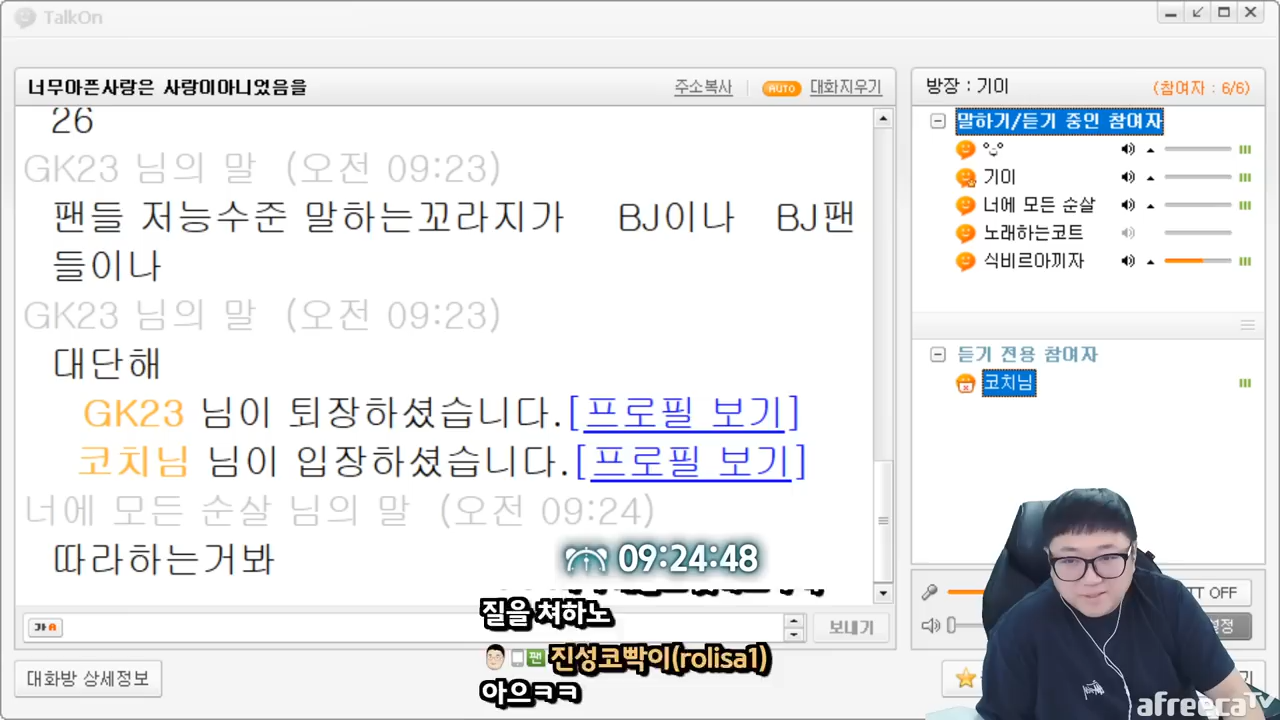 TalkOn
너무아픈사랑은 사랑이아니었음을
주소복사
AUTO 대화지우기
26
GK23 님의 말 (오전 09:23)
팬들 저능수준 말하는꼬라지가 BJ이나 BJ팬
들이나
GK23 님의 말 (오전 09:23)
대단해
GK23 님이 퇴장하셨습니다.[프로필 보기]
코치님 님이 입장하셨습니다.[프로필 보기]
너에 모든 순살 님의 말 (오전 09:24)
따라하는거봐
09:24:48
질을 쳐하노
팬 진성코빡이(rolisa1)
아으ㅋㅋ
가
보내기
대화방 상세정보
방장 : 기이
(참여자 : 6/6)
말하기/듣기 중인 참여자
기이
너에 모든 순살
노래하는코트
식비르아끼자
듣기 전용 참여자
코치님
OFF
afreecaTV